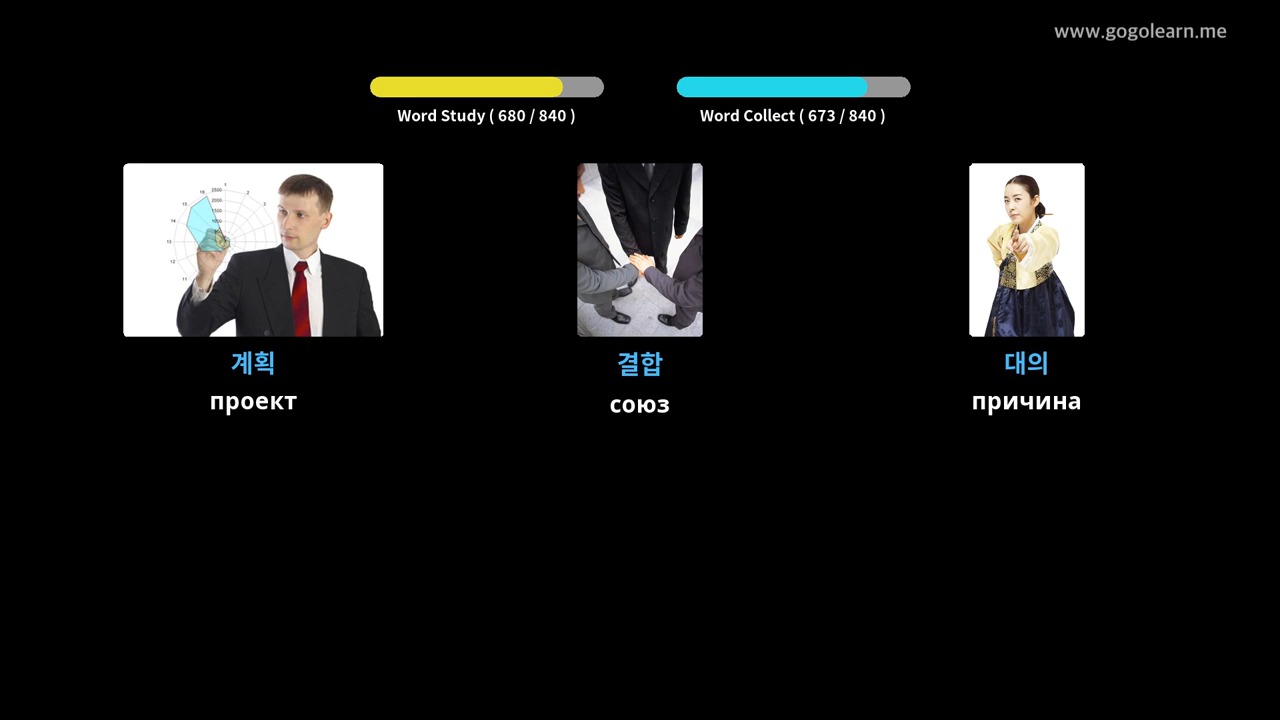 www.gogolearn.me
Word Study ( 680 / 840 )
Word Collect ( 673 / 840 )
계획
проект
결합
союз
대의
причина